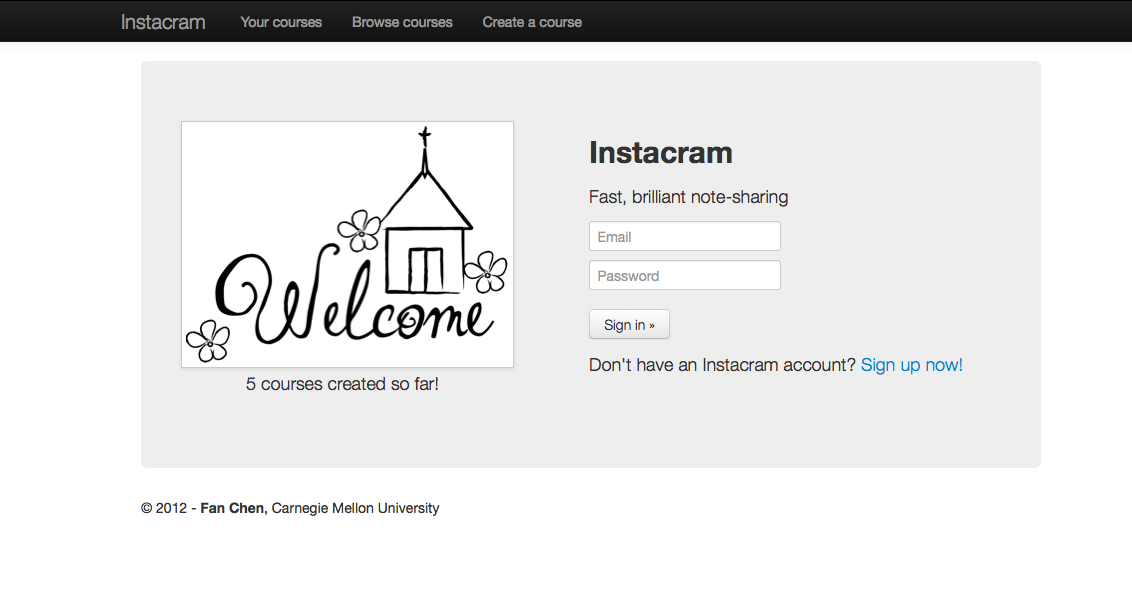 Instacram Your courses Browse courses Create a course
Welcome
5 courses created so far!
Instacram
Fast, brilliant note-sharing
Email
Password
Sign in »
Don't have an Instacram account? Sign up now!
© 2012 - Fan Chen, Carnegie Mellon University